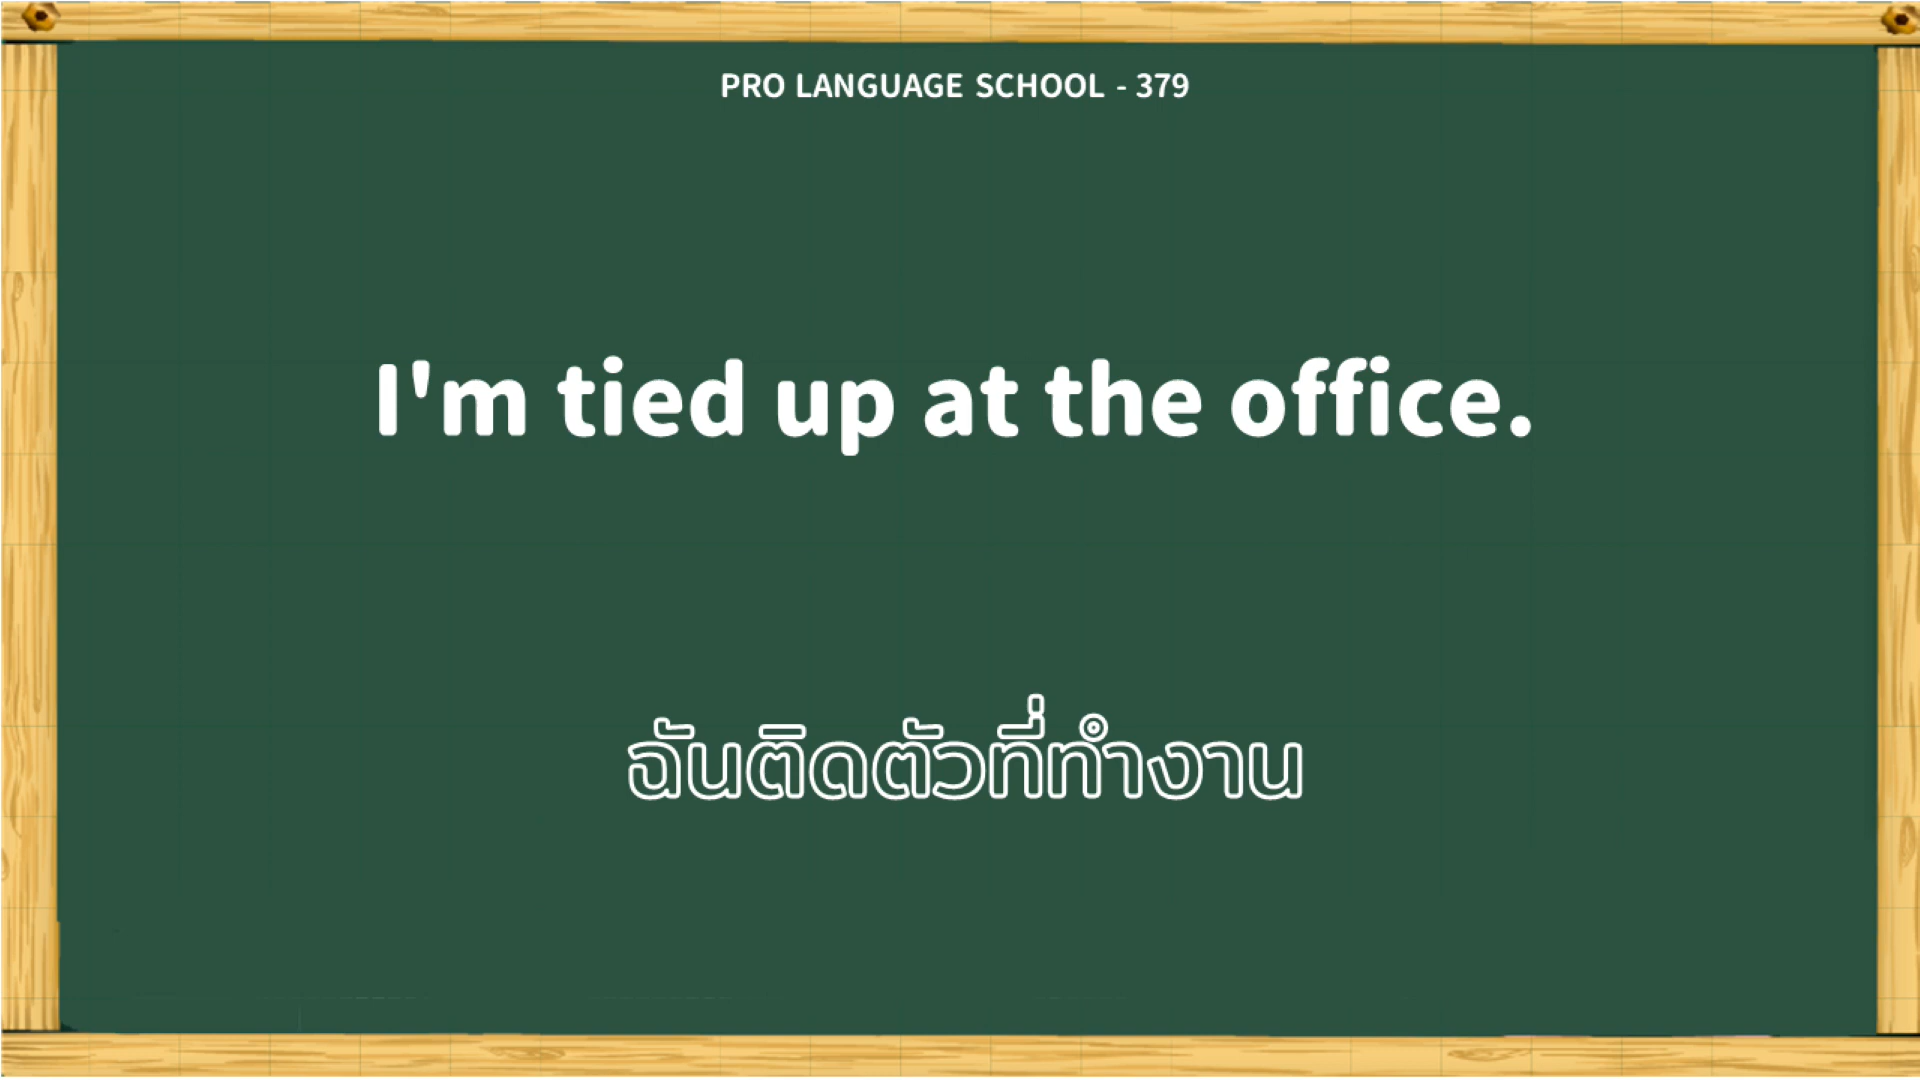 PRO LANGUAGE SCHOOL - 379
I'm tied up at the office.
ฉันติดตัวที่ทำงาน